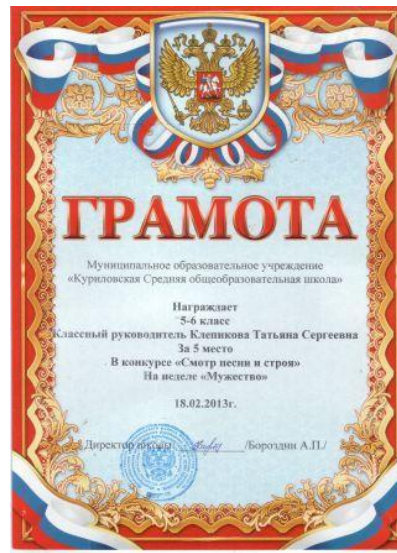 ГРАМОТА
Муниципальное образовательное учреждение
«Куриловская Средняя общеобразовательная школа»
Награждает
5-6 класс
Классный руководитель Клепикова Татьяна Сергеевна
За 5 место
В конкурсе «Смотр песни и строя»
На неделе «Мужество»
18.02.2013г.
Директор школы/ /Бороздин А.П./